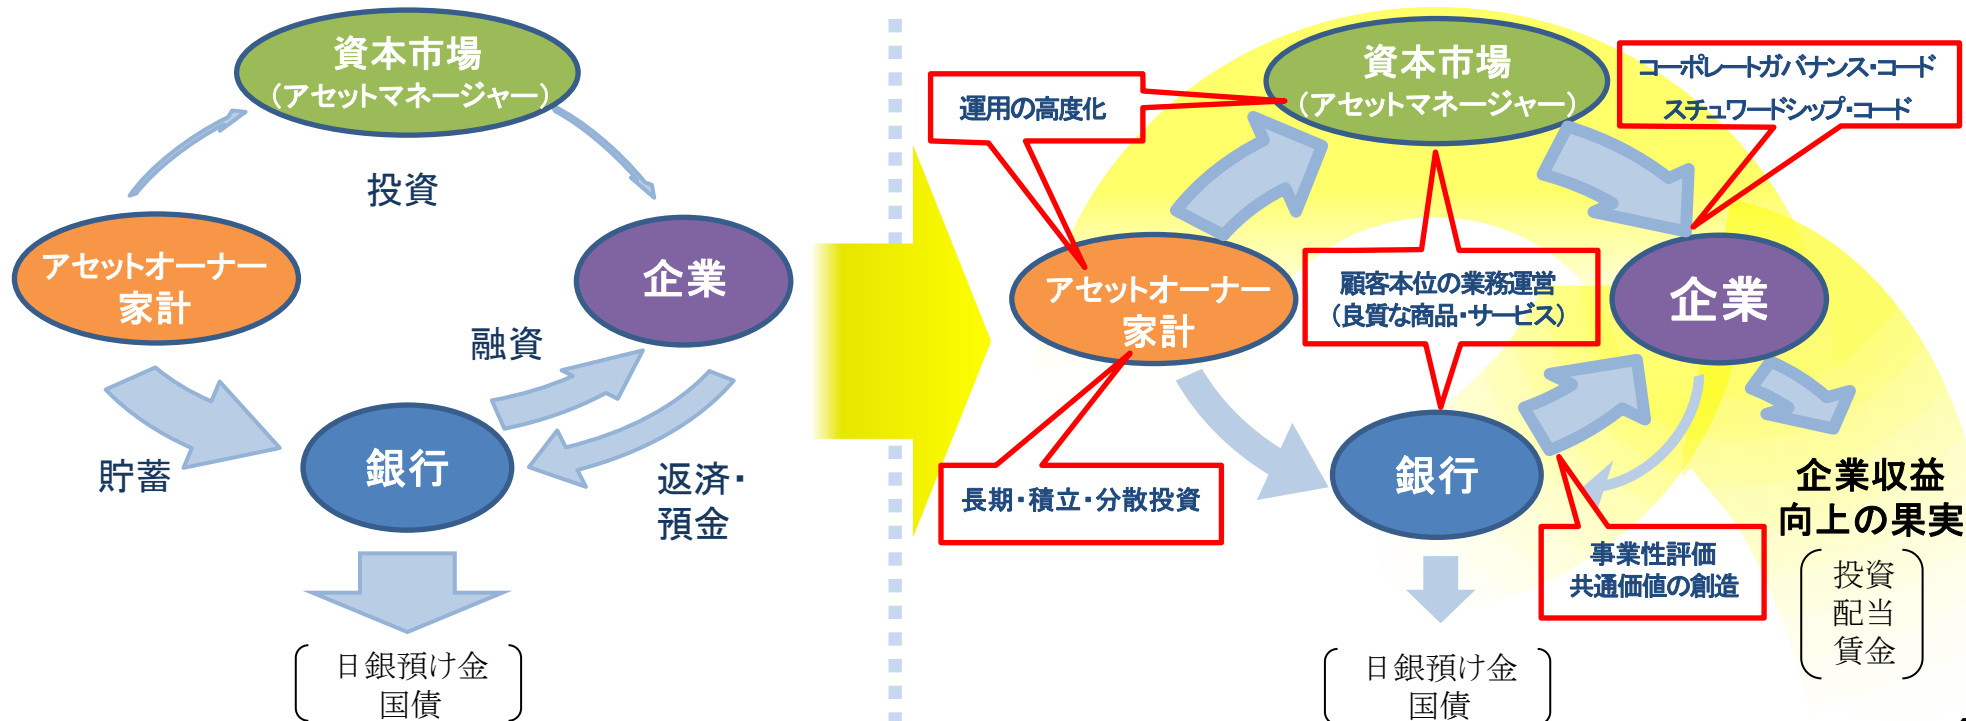 資本市場
（アセットマネージャー）
投資
アセットオーナー
家計
企業
融資
銀行
貯蓄
返済・
預金
日銀預け金
国債
資本市場
（アセットマネージャー）
コーポレートガバナンス・コード
スチュワードシップ・コード
運用の高度化
アセットオーナー
家計
顧客本位の業務運営
（良質な商品・サービス）
企業
銀行
長期・積立・分散投資
事業性評価
共通価値の創造
企業収益
向上の果実
投資
配当
賃金
日銀預け金
国債